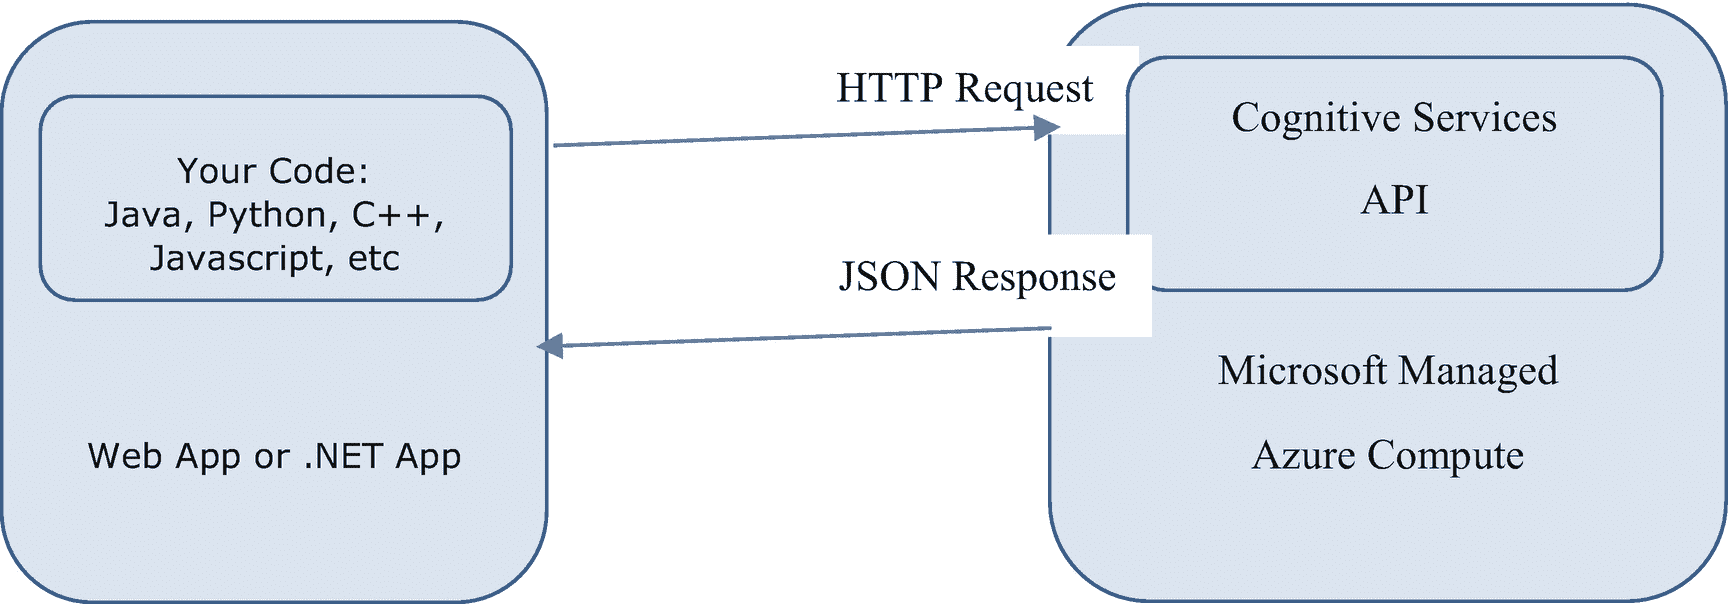 Your Code:
Java, Python, C++,
Javascript, etc
Web App or .NET App
HTTP Request
JSON Response
Cognitive Services
API
Microsoft Managed
Azure Compute